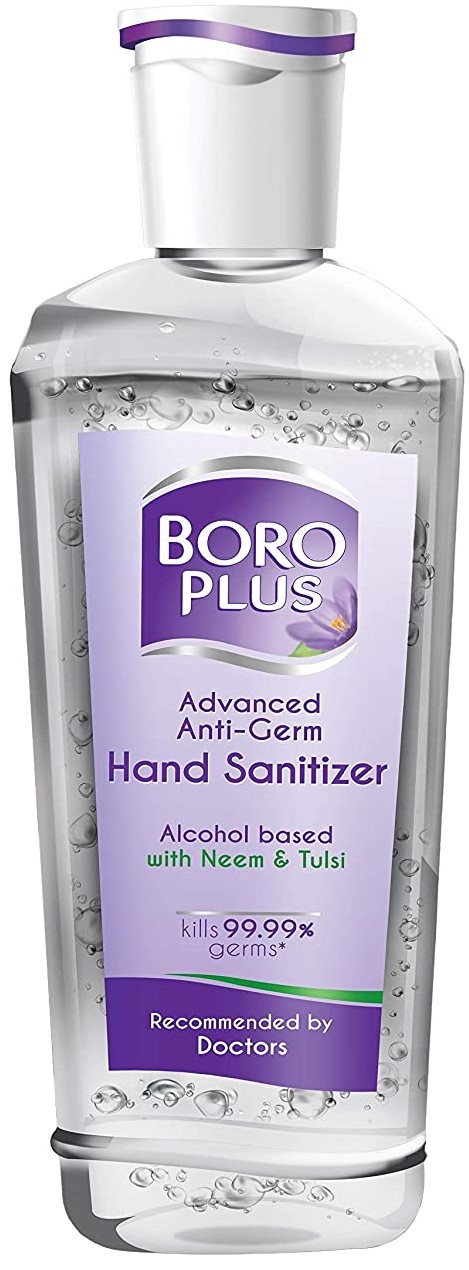 BORO
PLUS
Advanced
Anti-Germ
Hand Sanitizer
Alcohol based
with Neem & Tulsi
kills 99.99%
germs*
Recommended by
Doctors